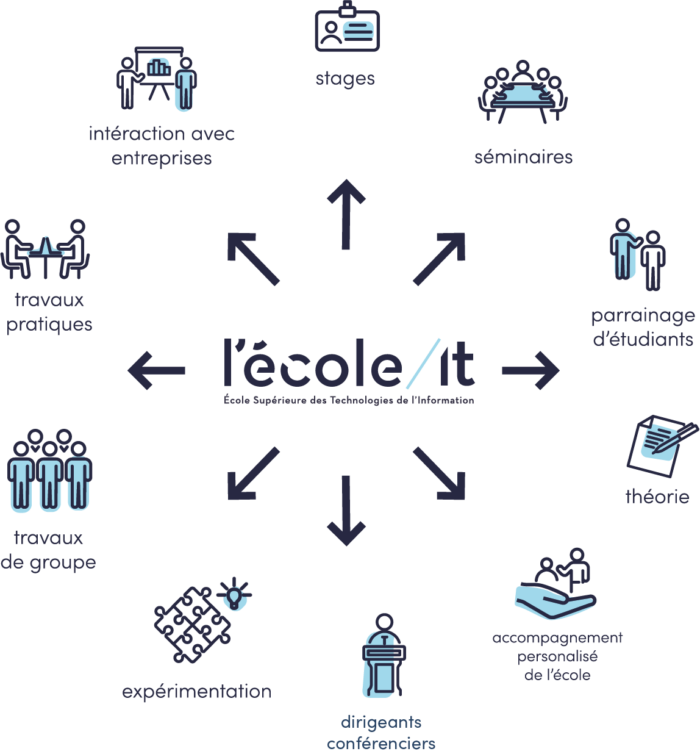 stages
intéraction avec
entreprises
séminaires
travaux
pratiques
parrainage
d'étudiants
l'école/it
École Supérieure des Technologies de l'Information
théorie
travaux
de groupe
accompagnement
personalisé
de l'école
expérimentation
dirigeants
conférenciers